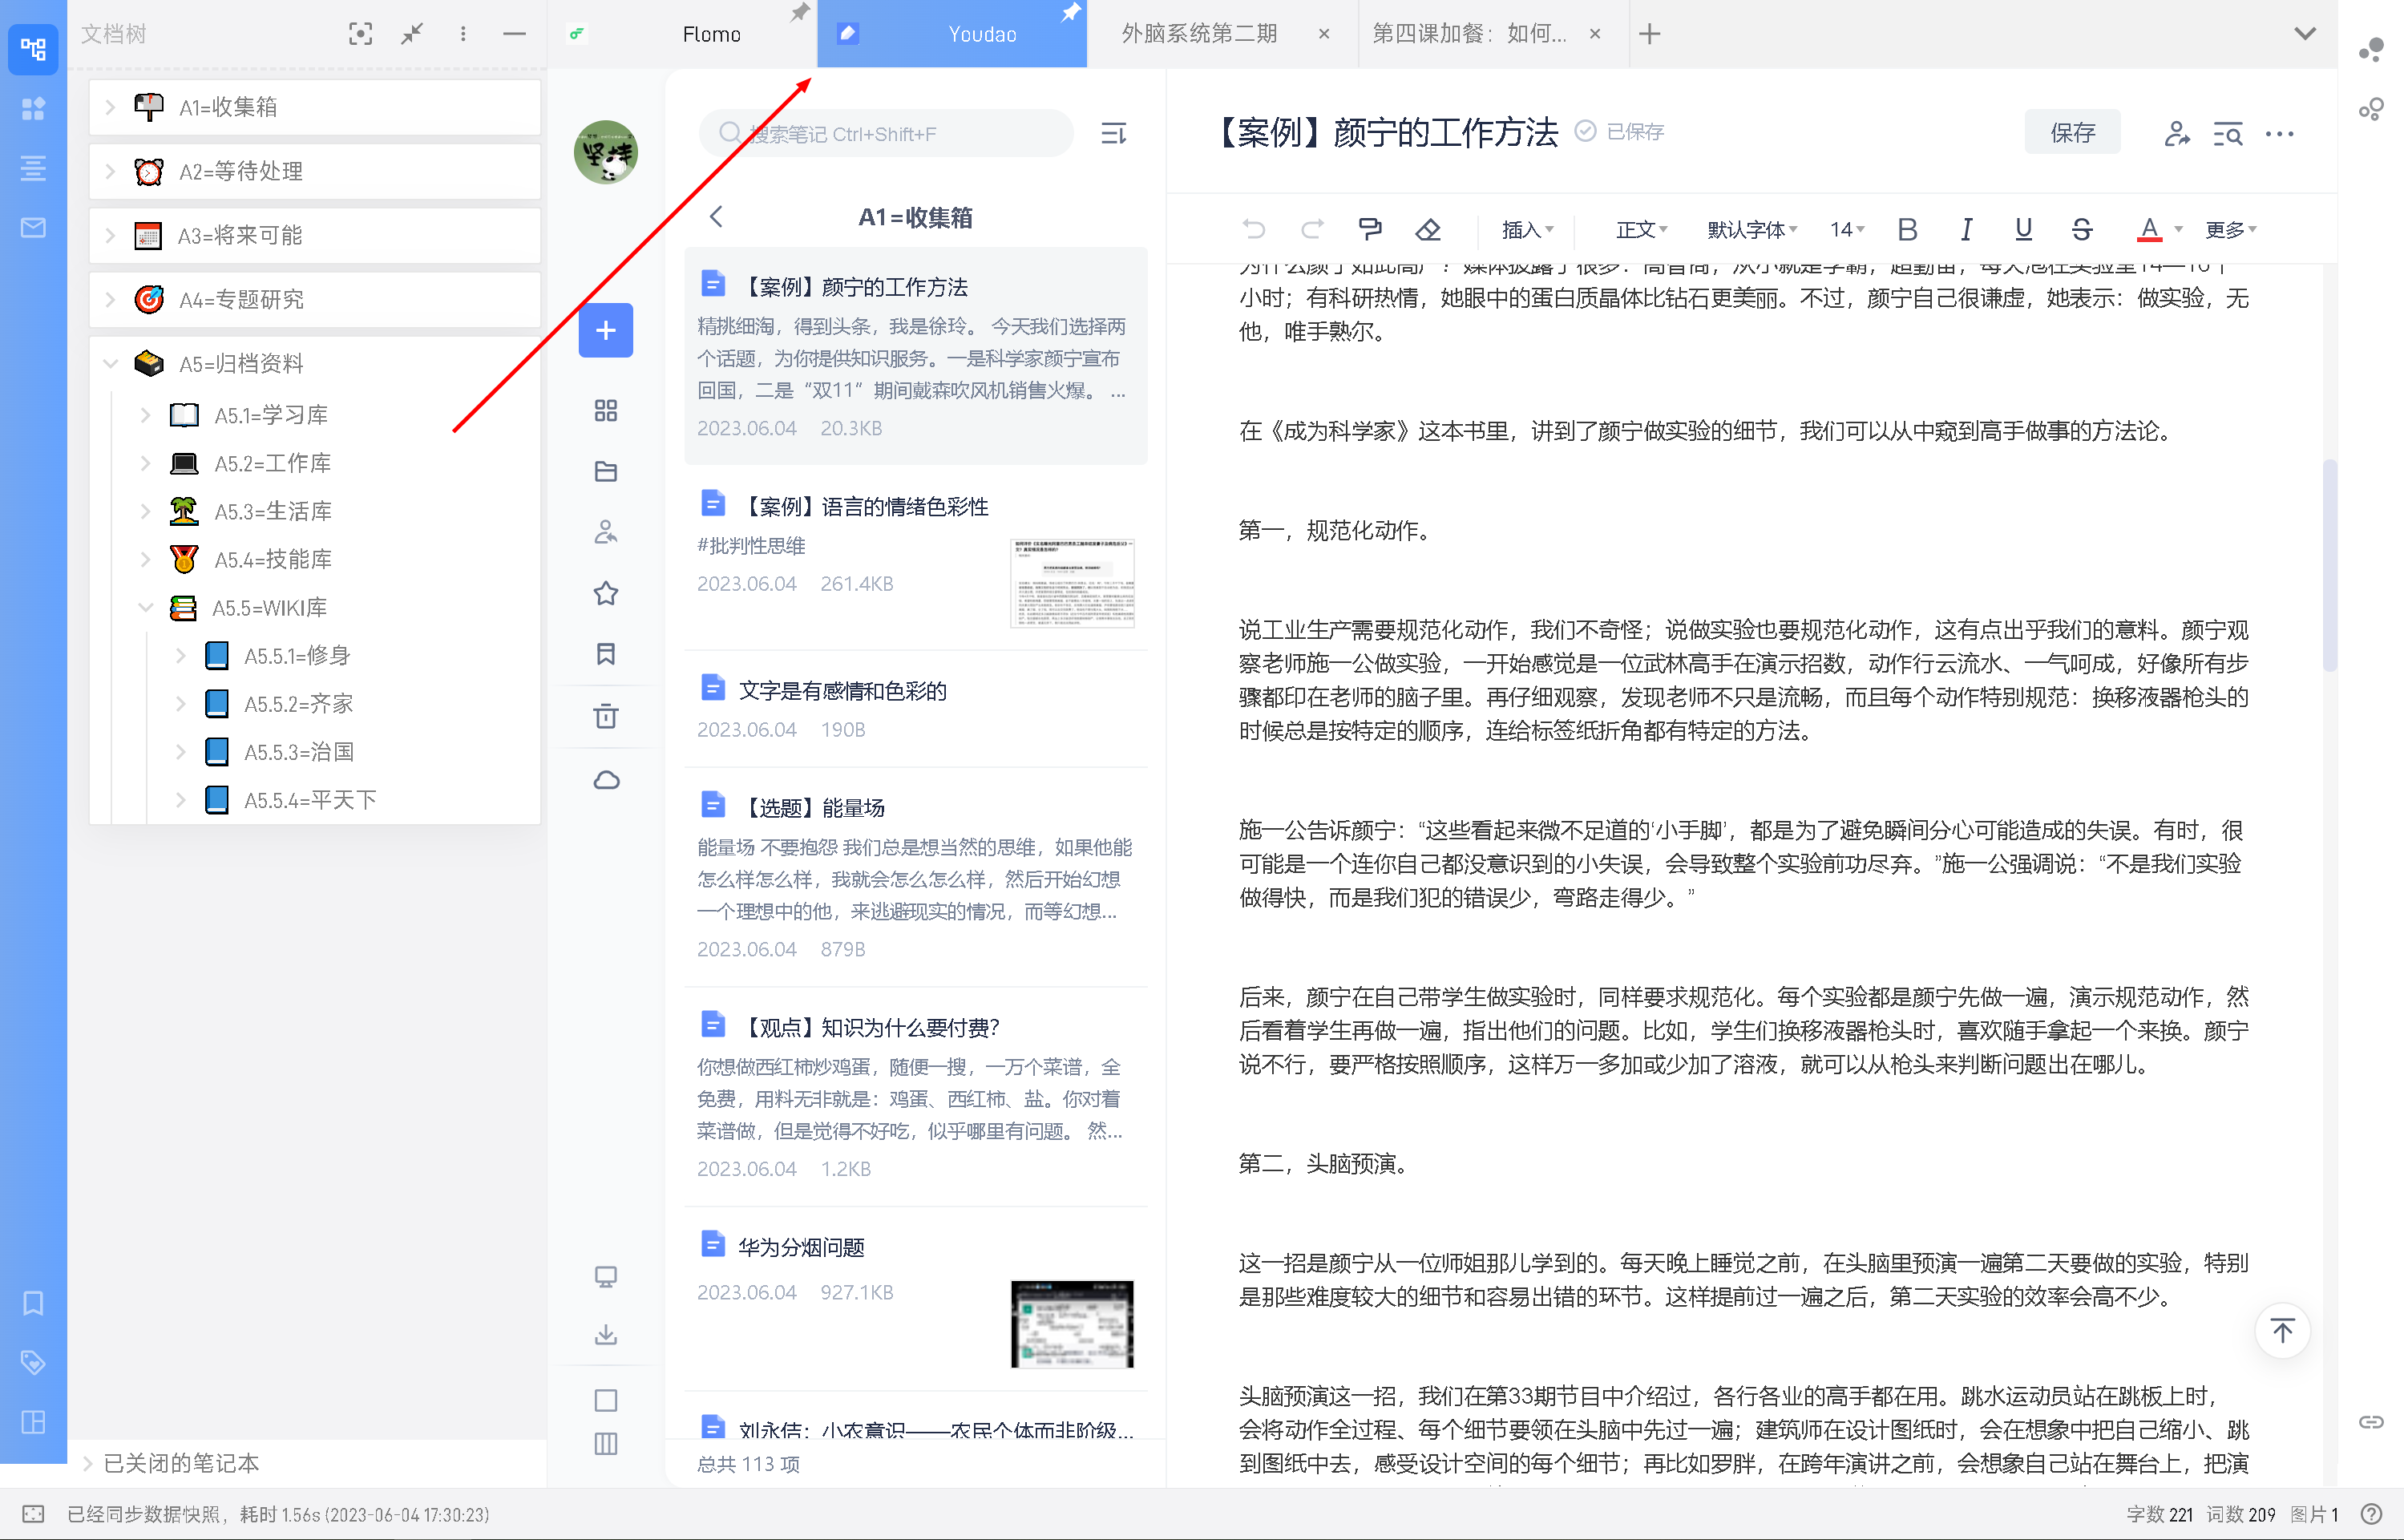 文档树
A1=收集箱
A2=等待处理
A3=将来可能
A4=专题研究
A5=归档资料
A5.1=学习库
A5.2=工作库
A5.3=生活库
A5.4=技能库
A5.5=WIKI库
A5.5.1=修身
A5.5.2=齐家
A5.5.3=治国
A5.5.4=平天下
已关闭的笔记本
Flomo
Youdao
外脑系统第二期
第四课加餐：如何...
坚持
搜索笔记 Ctrl+Shift+F
A1=收集箱
【案例】颜宁的工作方法
精挑细淘，得到头条，我是徐玲。 今天我们选择两
个话题，为你提供知识服务。一是科学家颜宁宣布
回国，二是“双11”期间戴森吹风机销售火爆。 ...
2023.06.04 20.3KB
【案例】语言的情绪色彩性
#批判性思维
2023.06.04 261.4KB
文字是有感情和色彩的
2023.06.04 190B
【选题】能量场
能量场 不要抱怨 我们总是想当然的思维，如果他能
怎么样怎么样，我就会怎么怎么样，然后开始幻想
一个理想中的他，来逃避现实的情况，而等幻想...
2023.06.04 879B
【观点】知识为什么要付费？
你想做西红柿炒鸡蛋，随便一搜，一万个菜谱，全
免费，用料无非就是：鸡蛋、西红柿、盐。你对着
菜谱做，但是觉得不好吃，似乎哪里有问题。 然...
2023.06.04 1.2KB
华为分烟问题
2023.06.04 927.1KB
刘永佶：小农意识——农民个体而非阶级...
总共 113 项
【案例】颜宁的工作方法
已保存
保存
插入 正文 默认字体 14 B I U S A 更多
为什么颜宁如此高产？媒体披露了很多：高智商，从小就是学霸；超勤奋，每天泡在实验室14—16个
小时；有科研热情，她眼中的蛋白质晶体比钻石更美丽。不过，颜宁自己很谦虚，她表示：做实验，无
他，唯手熟尔。
在《成为科学家》这本书里，讲到了颜宁做实验的细节，我们可以从中窥到高手做事的方法论。
第一，规范化动作。
说工业生产需要规范化动作，我们不奇怪；说做实验也要规范化动作，这有点出乎我们的意料。颜宁观
察老师施一公做实验，一开始感觉是一位武林高手在演示招数，动作行云流水、一气呵成，好像所有步
骤都印在老师的脑子里。再仔细观察，发现老师不只是流畅，而且每个动作特别规范：换移液器枪头的
时候总是按特定的顺序，连给标签纸折角都有特定的方法。
施一公告诉颜宁：“这些看起来微不足道的‘小手脚’，都是为了避免瞬间分心可能造成的失误。有时，很
可能是一个连你自己都没意识到的小失误，会导致整个实验前功尽弃。”施一公强调说：“不是我们实验
做得快，而是我们犯的错误少，弯路走得少。”
后来，颜宁在自己带学生做实验时，同样要求规范化。每个实验都是颜宁先做一遍，演示规范动作，然
后看着学生再做一遍，指出他们的问题。比如，学生们换移液器枪头时，喜欢随手拿起一个来换。颜宁
说不行，要严格按照顺序，这样万一多加或少加了溶液，就可以从枪头来判断问题出在哪儿。
第二，头脑预演。
这一招是颜宁从一位师姐那儿学到的。每天晚上睡觉之前，在头脑里预演一遍第二天要做的实验，特别
是那些难度较大的细节和容易出错的环节。这样提前过一遍之后，第二天实验的效率会高不少。
头脑预演这一招，我们在第33期节目中介绍过，各行各业的高手都在用。跳水运动员站在跳板上时，
会将动作全过程、每个细节要领在头脑中先过一遍；建筑师在设计图纸时，会在想象中把自己缩小、跳
到图纸中去，感受设计空间的每个细节；再比如罗胖，在跨年演讲之前，会想象自己站在舞台上，把演
已经同步数据快照，耗时 1.56s (2023-06-04 17:30:23)
字数 221 词数 209 图片 1